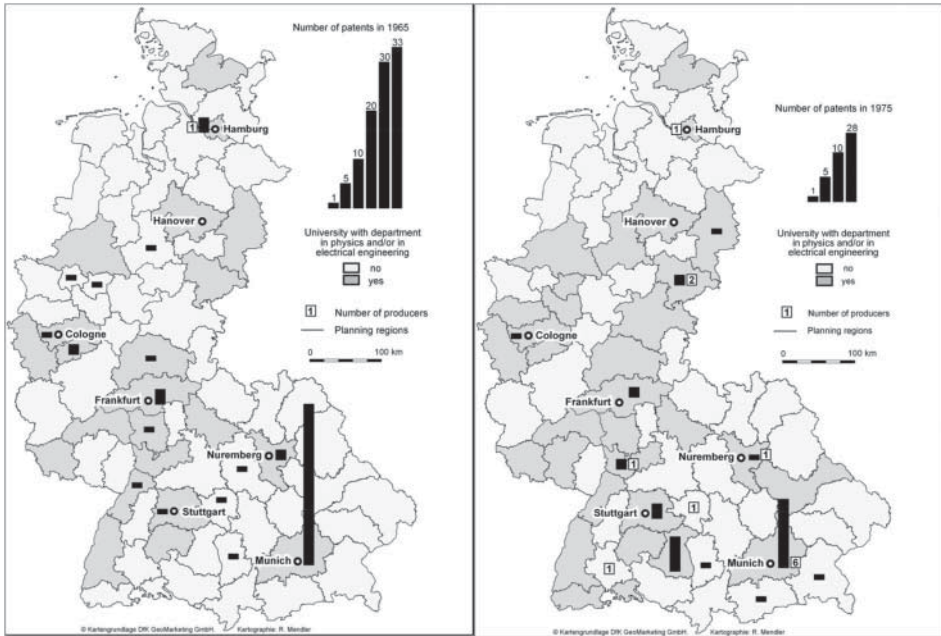 Number of patents in 1965
33
30
20
10
5
1
1
Hamburg
Hanover
University with department
in physics and/or in
electrical engineering
no
yes
1 Number of producers
Planning regions
0 100 km
Cologne
Frankfurt
Nuremberg
Stuttgart
Munich
© Kartengrundlage DfK GeoMarketing GmbH. Kartographie: R. Mendler
Number of patents in 1975
28
10
5
1
1
Hamburg
Hanover
University with department
in physics and/or in
electrical engineering
no
yes
2
1 Number of producers
Planning regions
0 100 km
Cologne
Frankfurt
Nuremberg
1
1
Stuttgart
1
1
Munich
6
© Kartengrundlage DfK GeoMarketing GmbH. Kartographie: R. Mendler